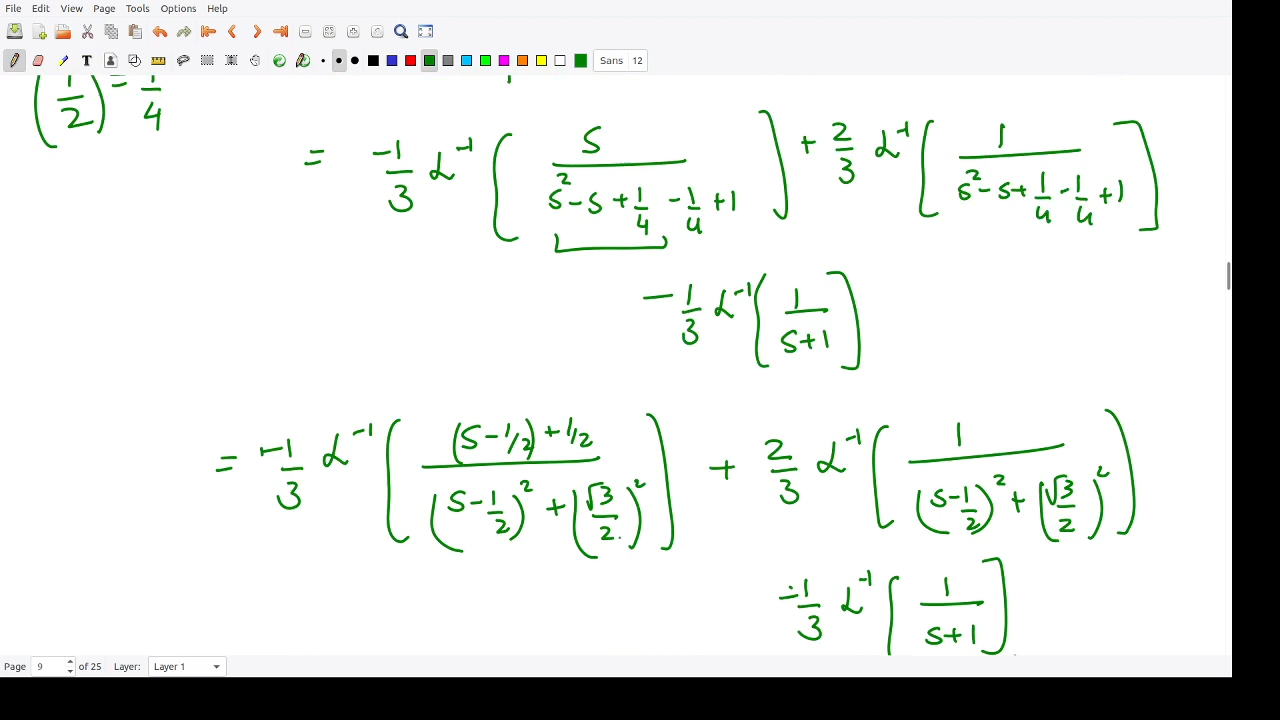 File Edit View Page Tools Options Help
Sans 12
(1/2) = 1/4
= -1/3 ℒ⁻¹ [ s / (s² - s + 1/4 - 1/4 + 1) ] + 2/3 ℒ⁻¹ [ 1 / (s² - s + 1/4 - 1/4 + 1) ]
- 1/3 ℒ⁻¹ [ 1 / (s+1) ]
= -1/3 ℒ⁻¹ [ ((s - 1/2) + 1/2) / ((s - 1/2)² + (√3/2)²) ] + 2/3 ℒ⁻¹ [ 1 / ((s - 1/2)² + (√3/2)²) ]
- 1/3 ℒ⁻¹ [ 1 / (s+1) ]
Page 9 of 25 Layer: Layer 1